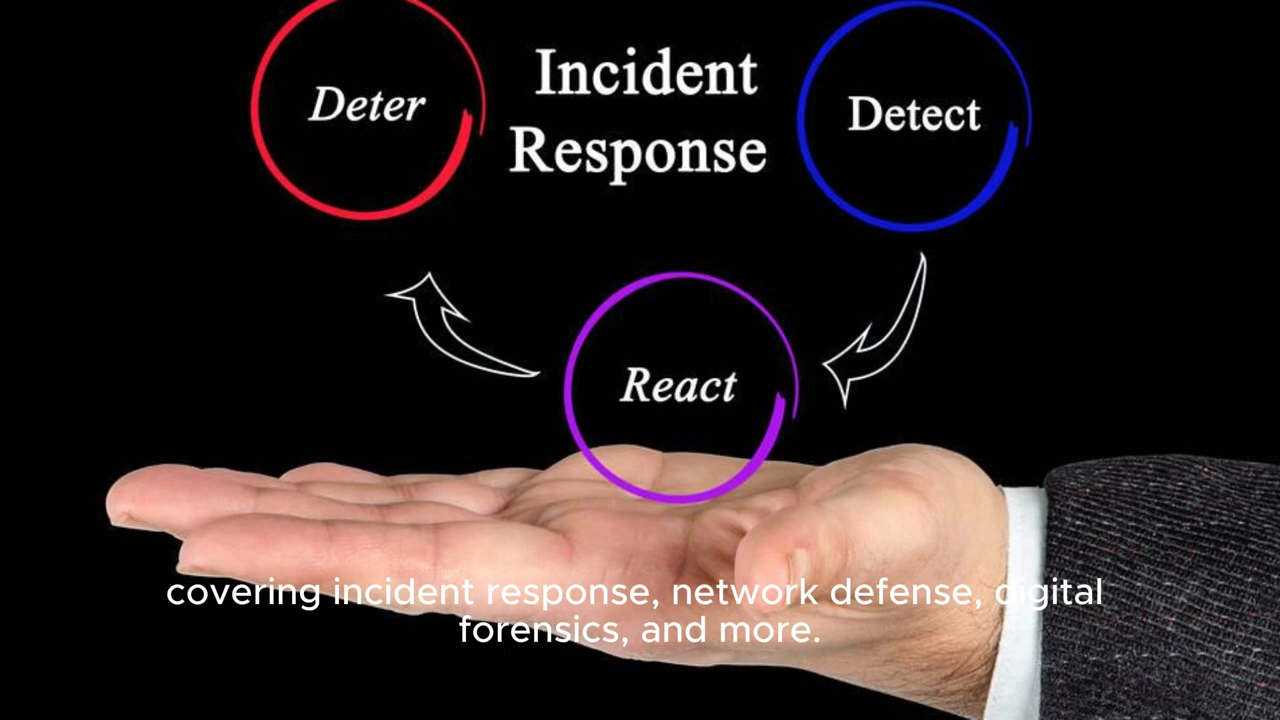 Deter
Incident
Response
Detect
React
covering incident response, network defense, digital
forensics, and more.